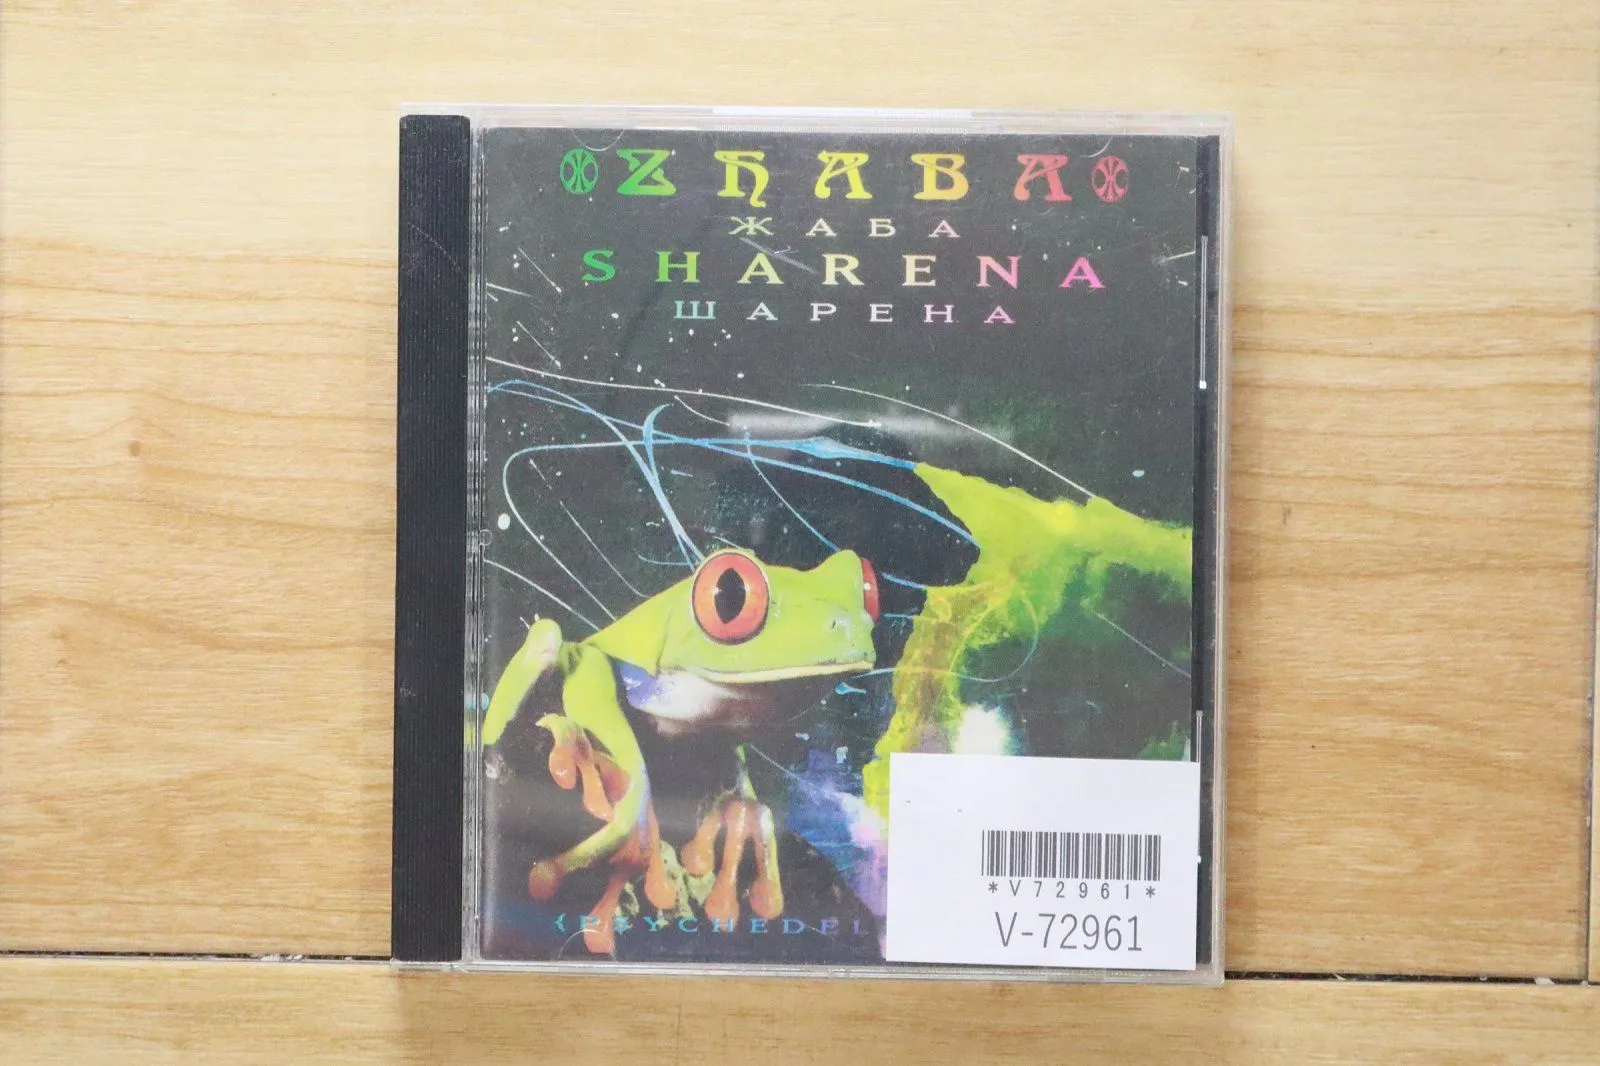 ZHABA
ЖАБА
SHARENA
ШАРЕНА
*V72961*
V-72961